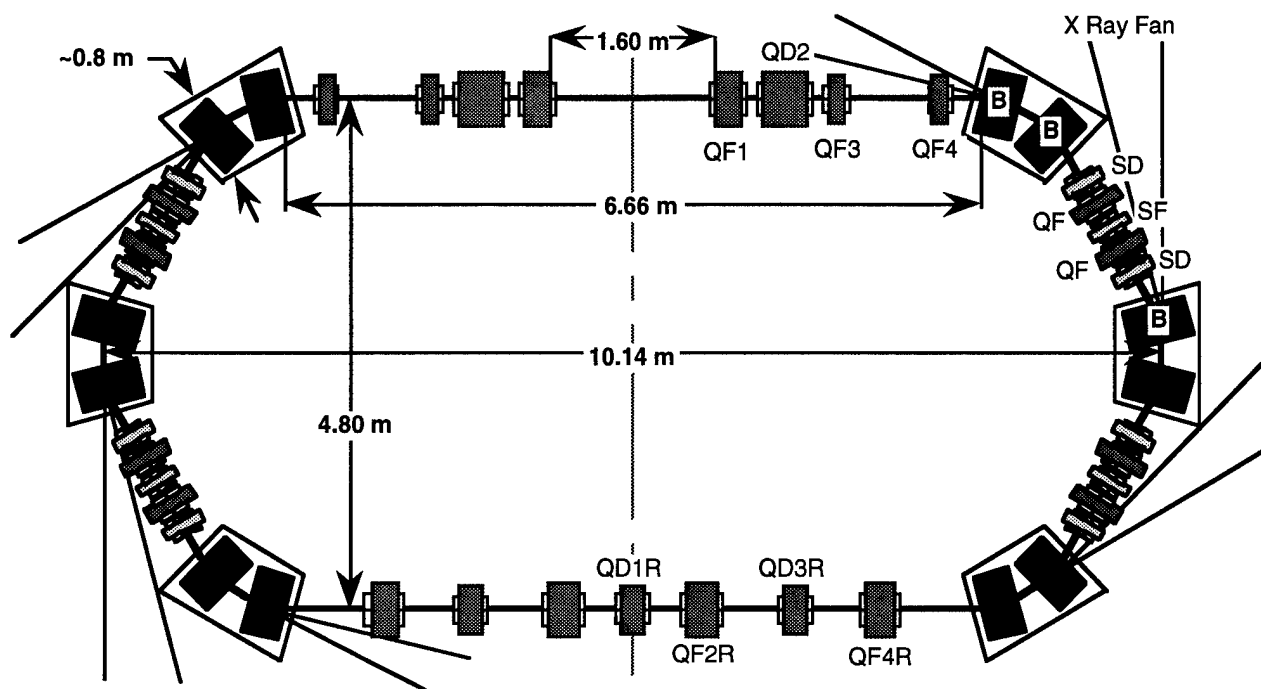 X Ray Fan
1.60 m
~0.8 m
QD2
B
B
QF1
QF3
QF4
SD
6.66 m
QF
SF
QF
SD
B
10.14 m
4.80 m
QD1R
QD3R
QF2R
QF4R